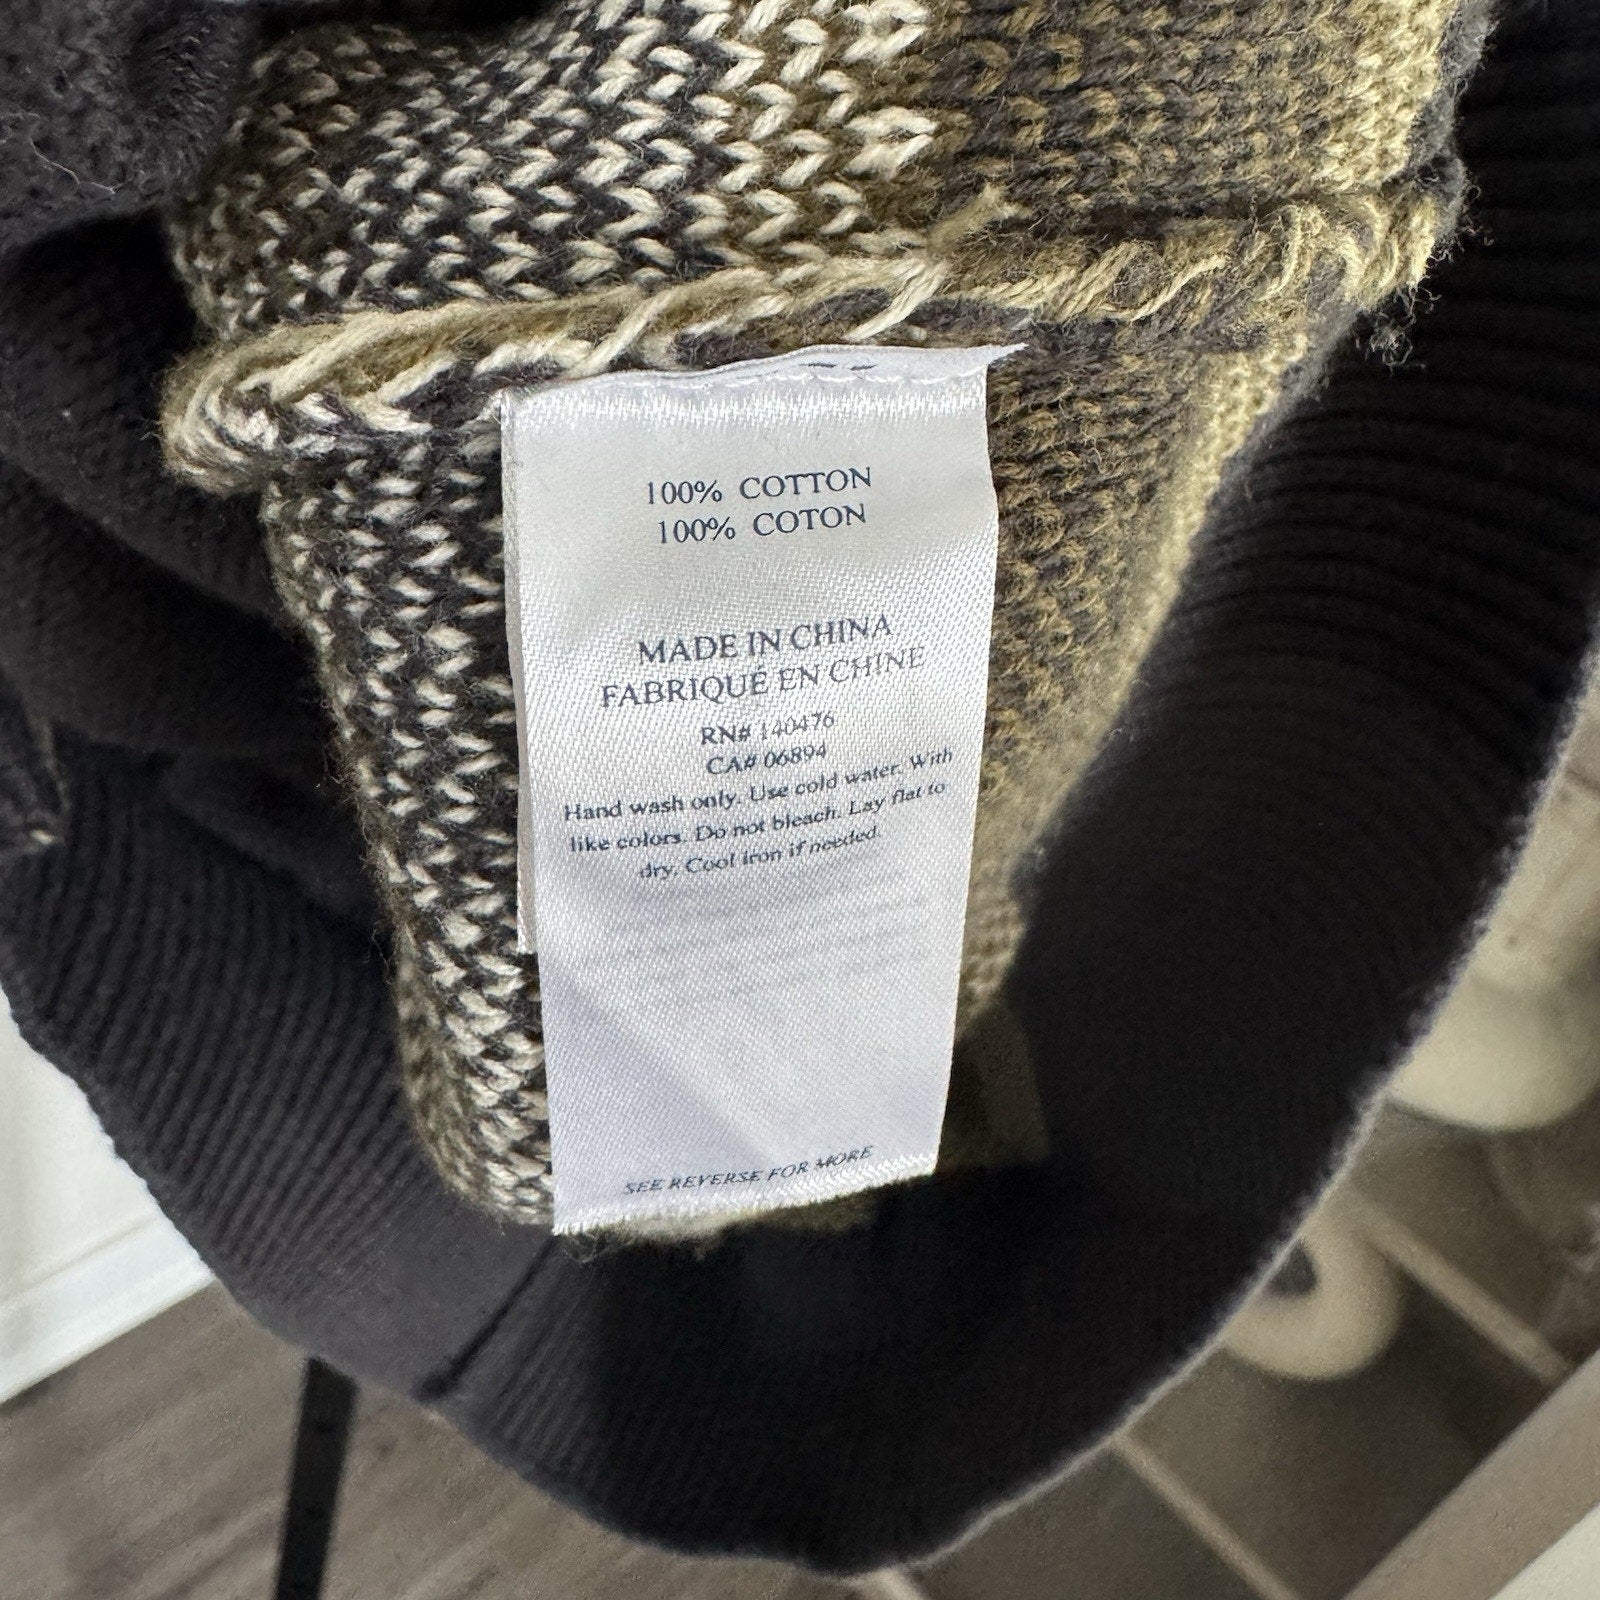 100% COTTON
100% COTON
MADE IN CHINA
FABRIQUÉ EN CHINE
RN# 140476
CA# 06894
Hand wash only. Use cold water. With
like colors. Do not bleach. Lay flat to
dry. Cool iron if needed.
SEE REVERSE FOR MORE